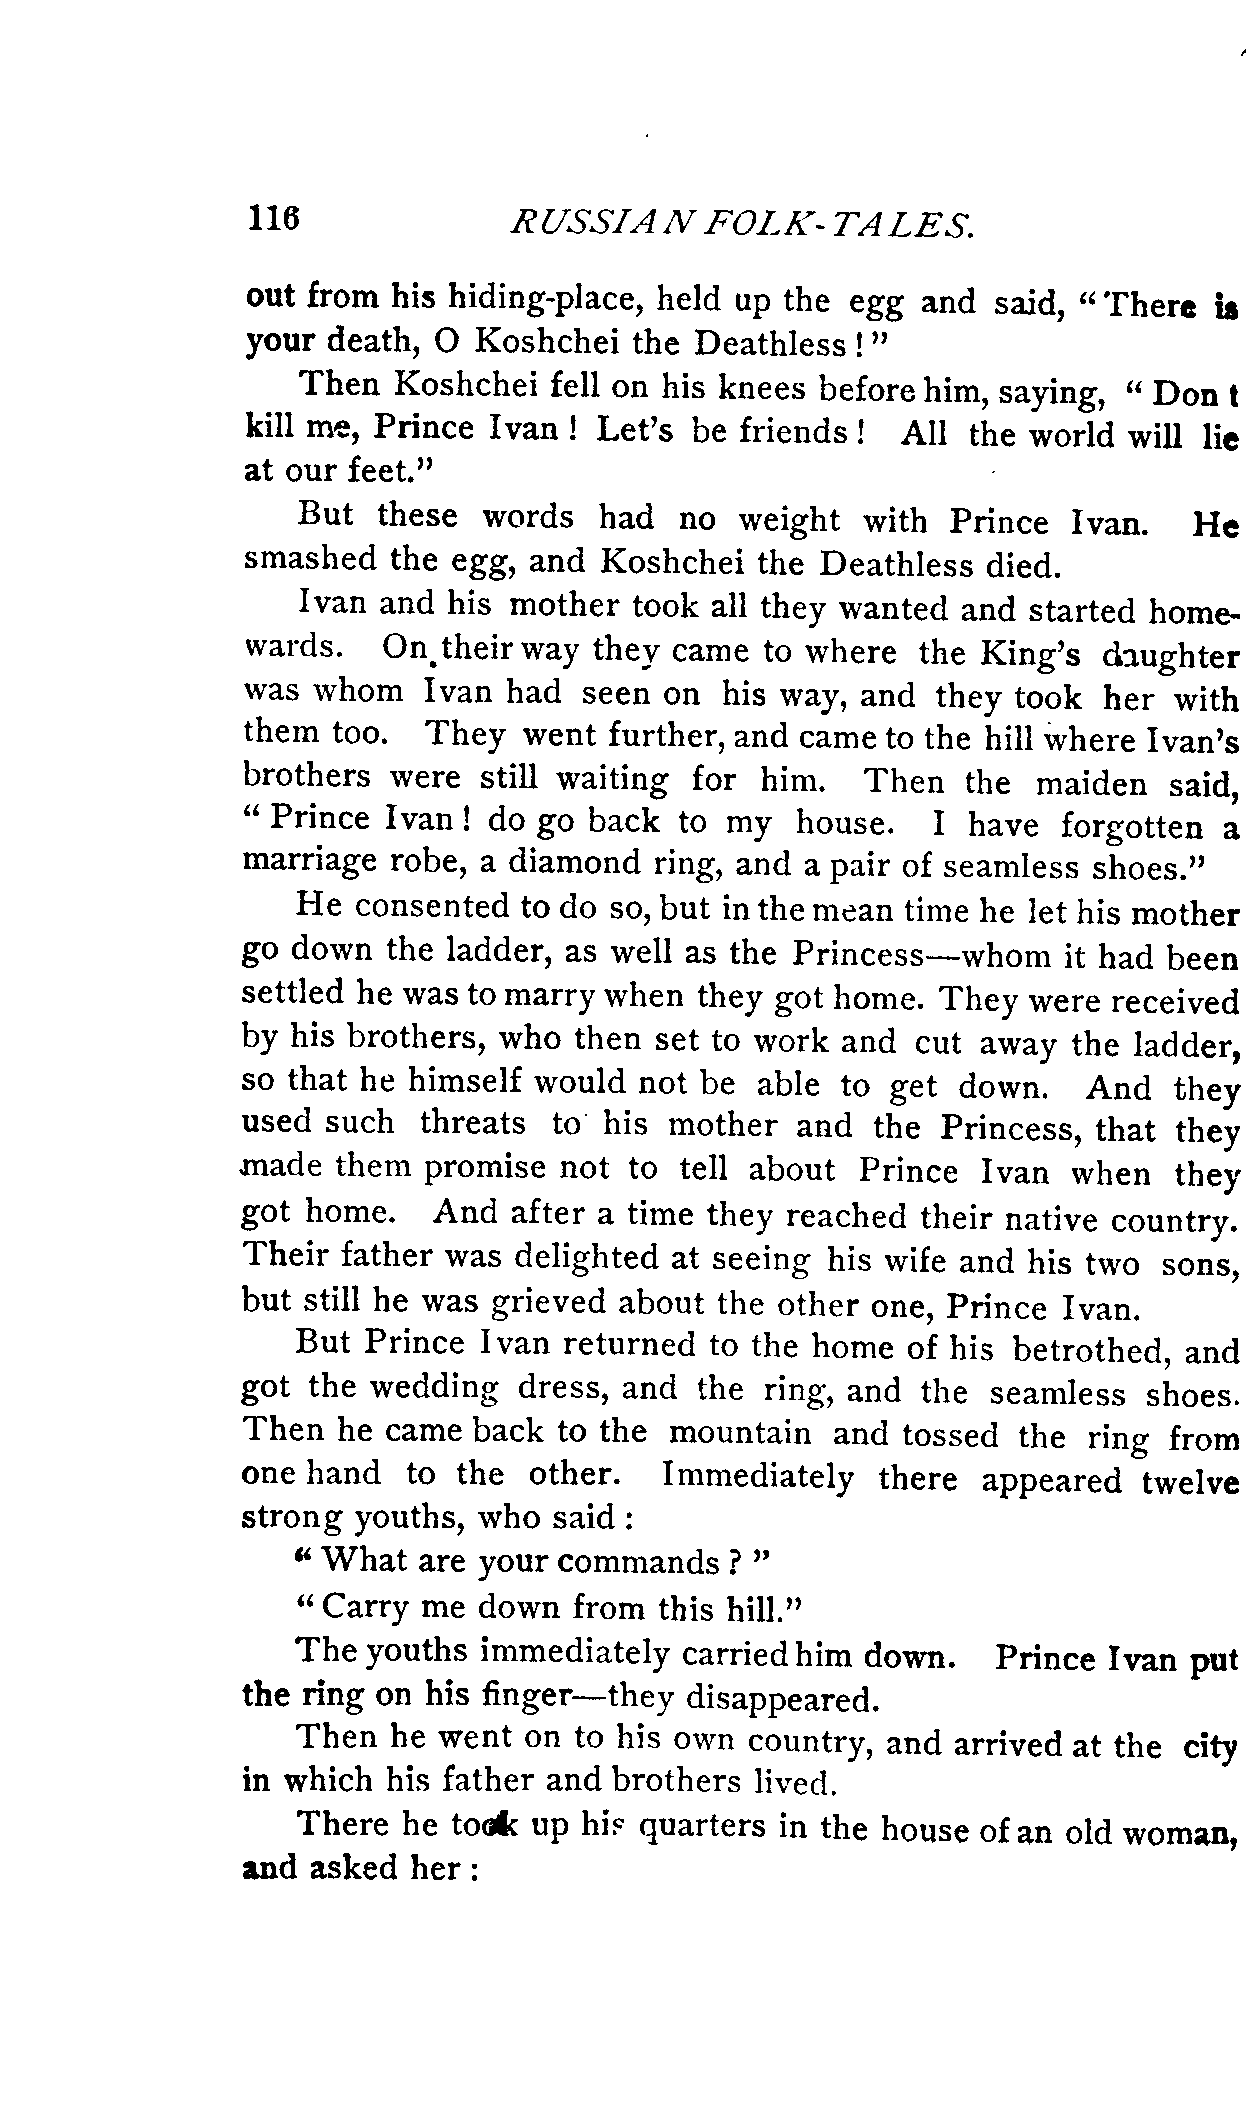 116 RUSSIAN FOLK-TALES.
out from his hiding-place, held up the egg and said, "There is
your death, O Koshchei the Deathless!"
Then Koshchei fell on his knees before him, saying, "Don t
kill me, Prince Ivan! Let's be friends! All the world will lie
at our feet."
But these words had no weight with Prince Ivan. He
smashed the egg, and Koshchei the Deathless died.
Ivan and his mother took all they wanted and started home-
wards. On their way they came to where the King's daughter
was whom Ivan had seen on his way, and they took her with
them too. They went further, and came to the hill where Ivan's
brothers were still waiting for him. Then the maiden said,
"Prince Ivan! do go back to my house. I have forgotten a
marriage robe, a diamond ring, and a pair of seamless shoes."
He consented to do so, but in the mean time he let his mother
go down the ladder, as well as the Princess—whom it had been
settled he was to marry when they got home. They were received
by his brothers, who then set to work and cut away the ladder,
so that he himself would not be able to get down. And they
used such threats to his mother and the Princess, that they
made them promise not to tell about Prince Ivan when they
got home. And after a time they reached their native country.
Their father was delighted at seeing his wife and his two sons,
but still he was grieved about the other one, Prince Ivan.
But Prince Ivan returned to the home of his betrothed, and
got the wedding dress, and the ring, and the seamless shoes.
Then he came back to the mountain and tossed the ring from
one hand to the other. Immediately there appeared twelve
strong youths, who said:
"What are your commands?"
"Carry me down from this hill."
The youths immediately carried him down. Prince Ivan put
the ring on his finger—they disappeared.
Then he went on to his own country, and arrived at the city
in which his father and brothers lived.
There he took up his quarters in the house of an old woman,
and asked her: